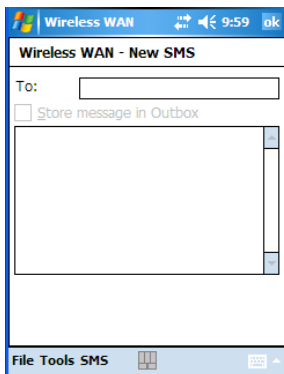 Wireless WAN 9:59 ok
Wireless WAN - New SMS
To:
Store message in Outbox
File Tools SMS